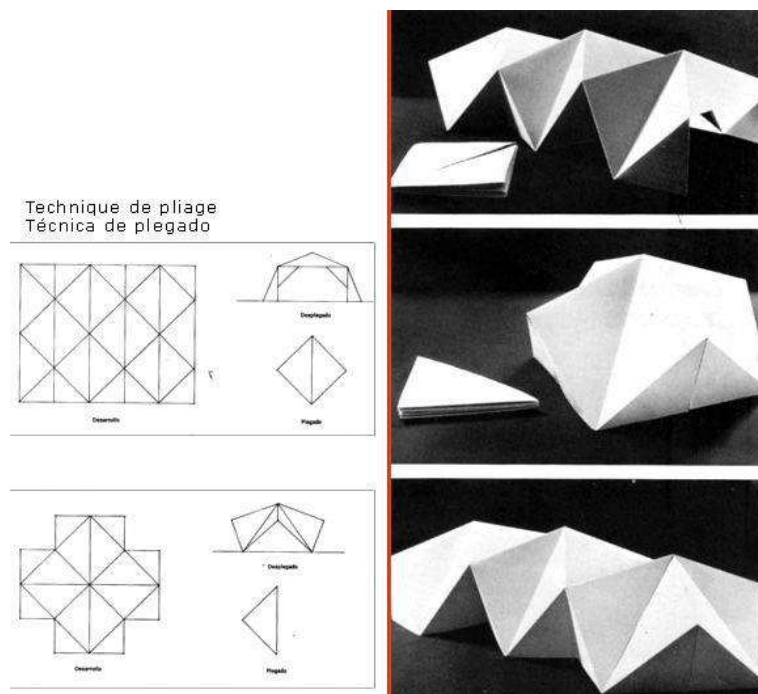 Technique de pliage
Técnica de plegado
Desplegado
Desarrollo
Plegado
Desplegado
Desarrollo
Plegado